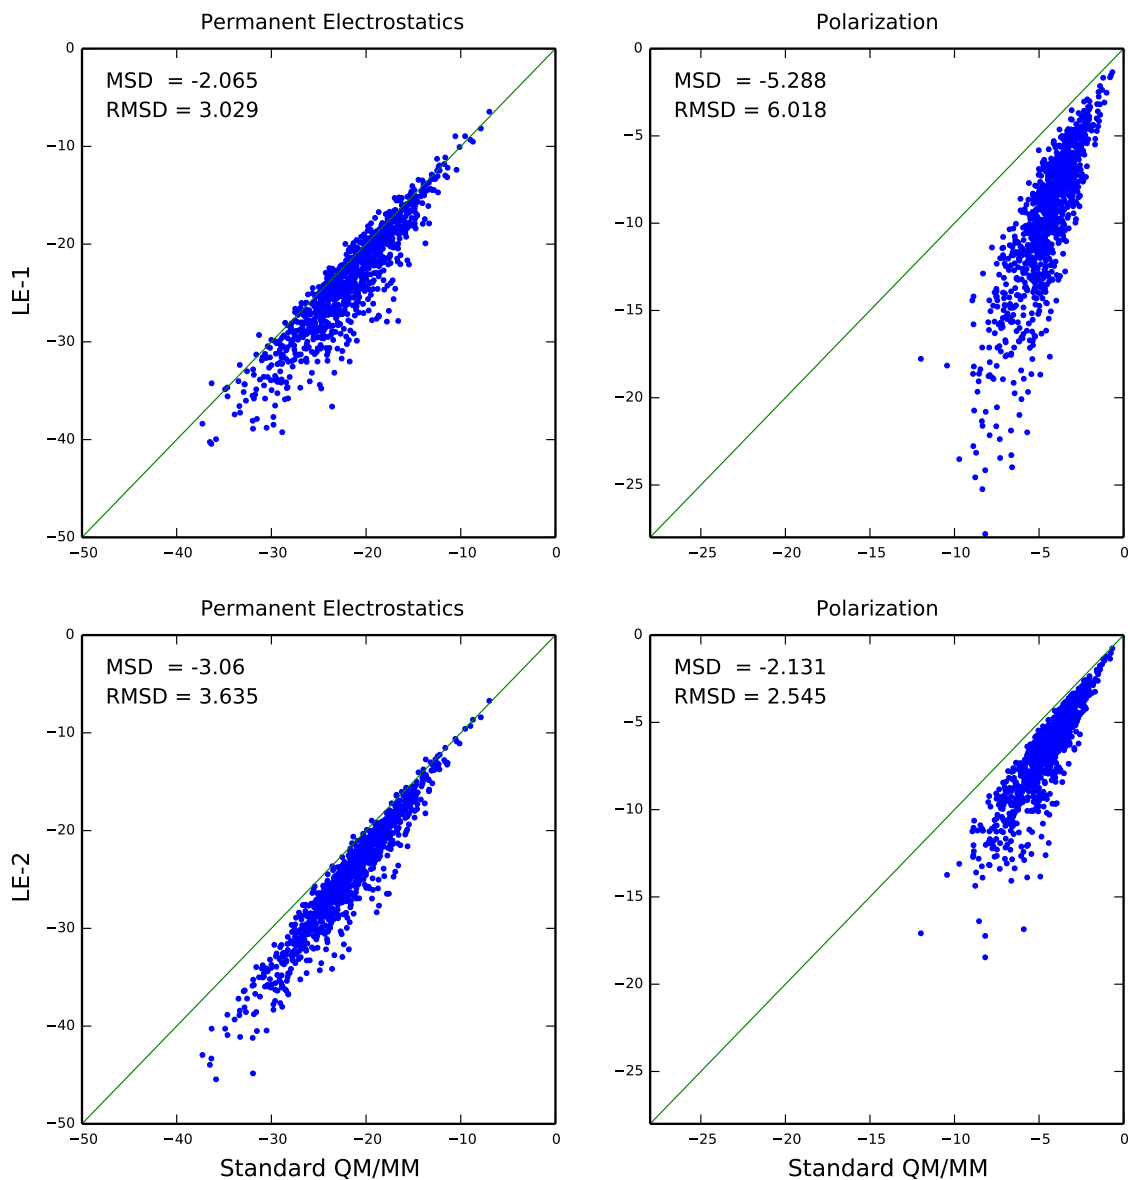 Permanent Electrostatics
MSD = -2.065
RMSD = 3.029
LE-1
0
−10
−20
−30
−40
−50
−50 −40 −30 −20 −10 0
Polarization
MSD = -5.288
RMSD = 6.018
0
−5
−10
−15
−20
−25
−25 −20 −15 −10 −5 0
Permanent Electrostatics
MSD = -3.06
RMSD = 3.635
LE-2
0
−10
−20
−30
−40
−50
−50 −40 −30 −20 −10 0
Standard QM/MM
Polarization
MSD = -2.131
RMSD = 2.545
0
−5
−10
−15
−20
−25
−25 −20 −15 −10 −5 0
Standard QM/MM